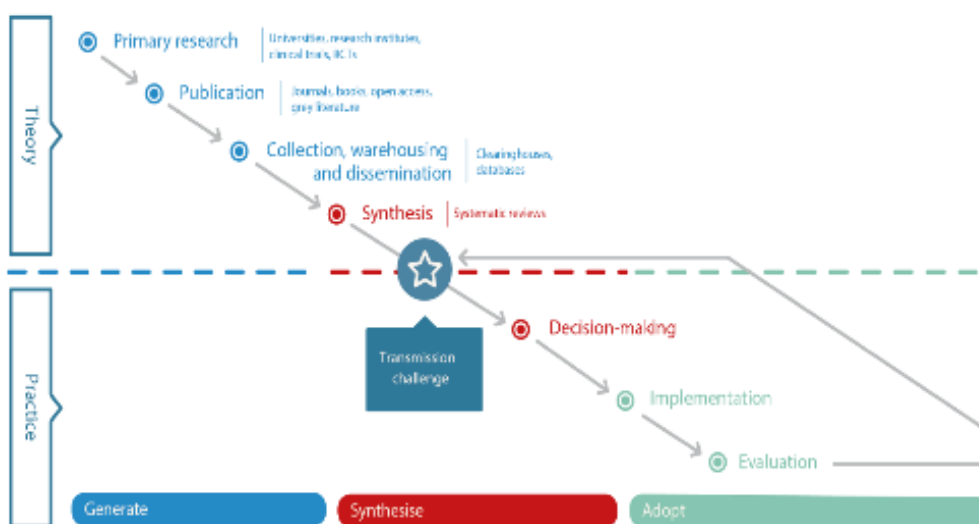 Theory
Primary research
Universities, research institutes,
clinical trials, RCTs
Publication
Journals, books, open access,
grey literature
Collection, warehousing
and dissemination
Clearinghouses,
databases
Synthesis
Systematic reviews
Transmission
challenge
Practice
Decision-making
Implementation
Evaluation
Generate
Synthesise
Adopt